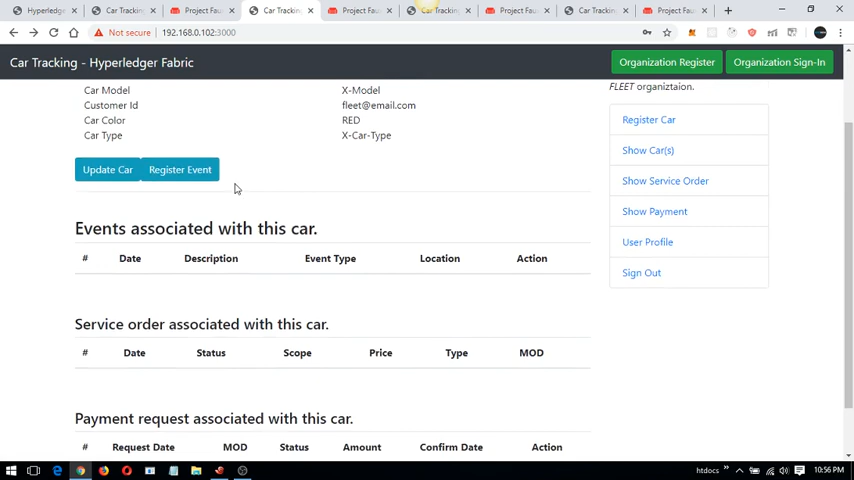 Hyperledge
Car Tracking
Project Fau
Car Tracking
Project Fau
Car Tracking
Project Fau
Car Tracking
Project Fau
Not secure
192.168.0.102:3000
Car Tracking - Hyperledger Fabric
Organization Register
Organization Sign-In
Car Model X-Model
Customer Id fleet@email.com
Car Color RED
Car Type X-Car-Type
Update Car
Register Event
FLEET organiztaion.
Register Car
Show Car(s)
Show Service Order
Show Payment
User Profile
Sign Out
Events associated with this car.
# Date Description Event Type Location Action
Service order associated with this car.
# Date Status Scope Price Type MOD
Payment request associated with this car.
# Request Date MOD Status Amount Confirm Date Action
htdocs
10:56 PM